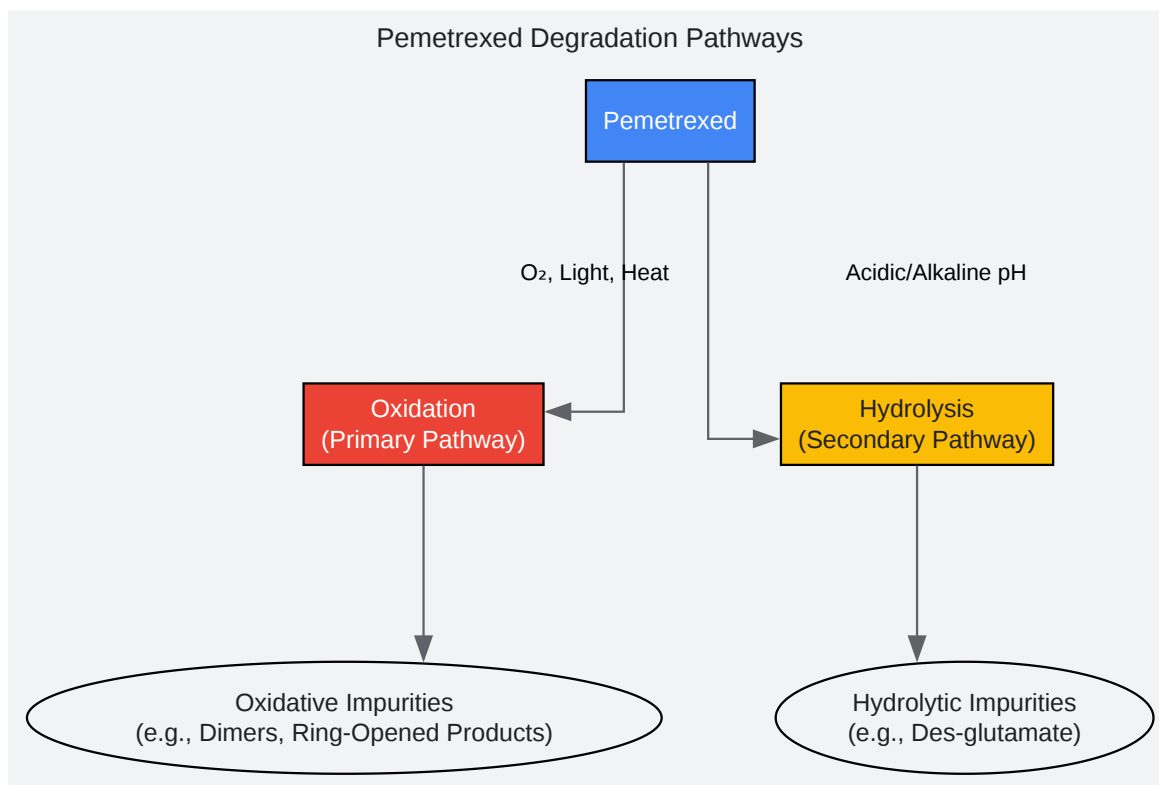 Pemetrexed Degradation Pathways
Pemetrexed
O₂, Light, Heat
Acidic/Alkaline pH
Oxidation
(Primary Pathway)
Hydrolysis
(Secondary Pathway)
Oxidative Impurities
(e.g., Dimers, Ring-Opened Products)
Hydrolytic Impurities
(e.g., Des-glutamate)